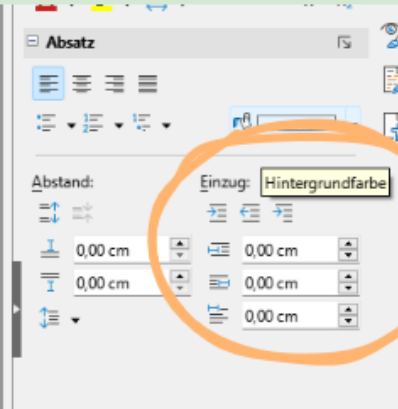 Absatz
Abstand:
Einzug:
Hintergrundfarbe
0,00 cm
0,00 cm
0,00 cm
0,00 cm
0,00 cm